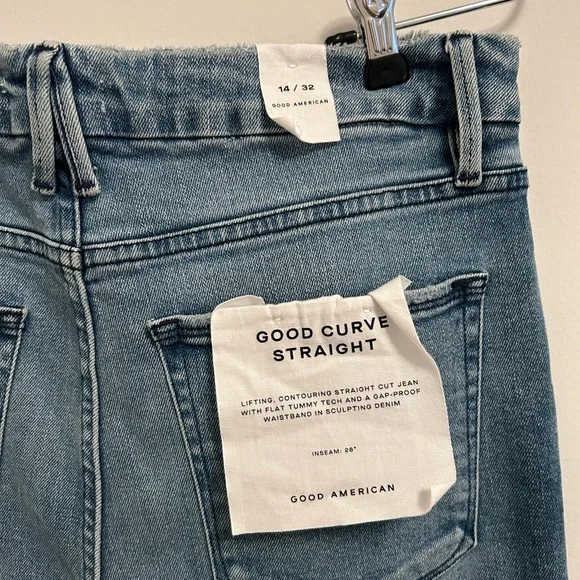 14 / 32
GOOD AMERICAN
GOOD CURVE
STRAIGHT
LIFTING, CONTOURING STRAIGHT CUT JEAN
WITH FLAT TUMMY TECH AND A GAP-PROOF
WAISTBAND IN SCULPTING DENIM
INSEAM: 28"
GOOD AMERICAN